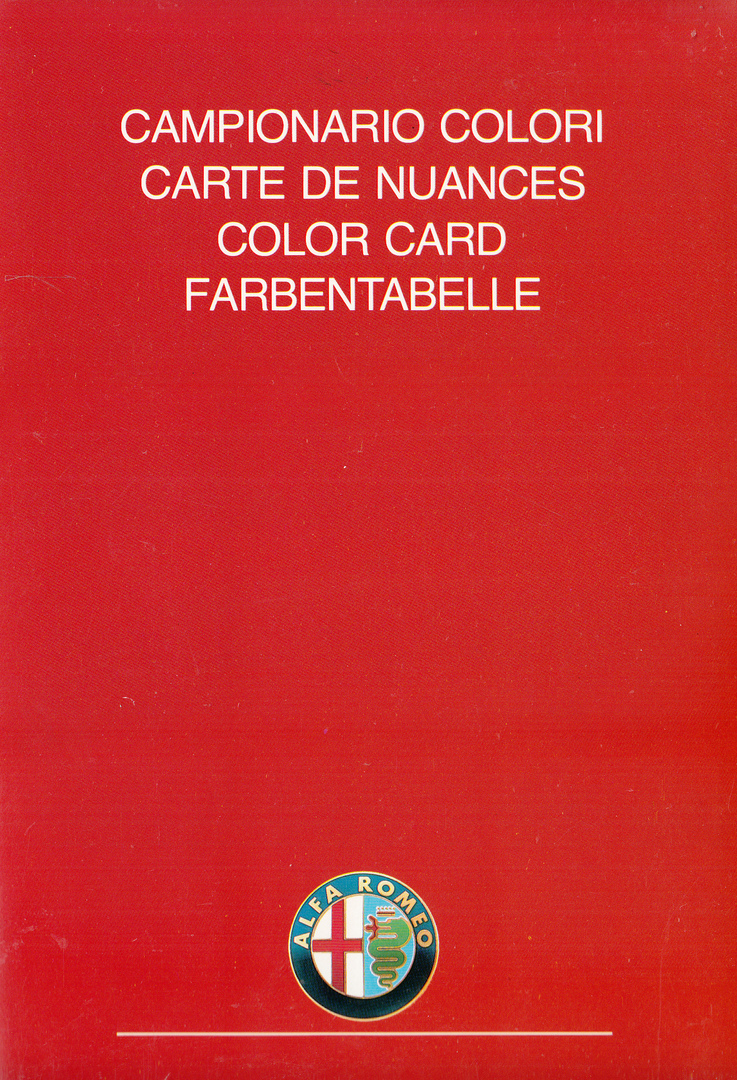 CAMPIONARIO COLORI
CARTE DE NUANCES
COLOR CARD
FARBENTABELLE
ALFA ROMEO